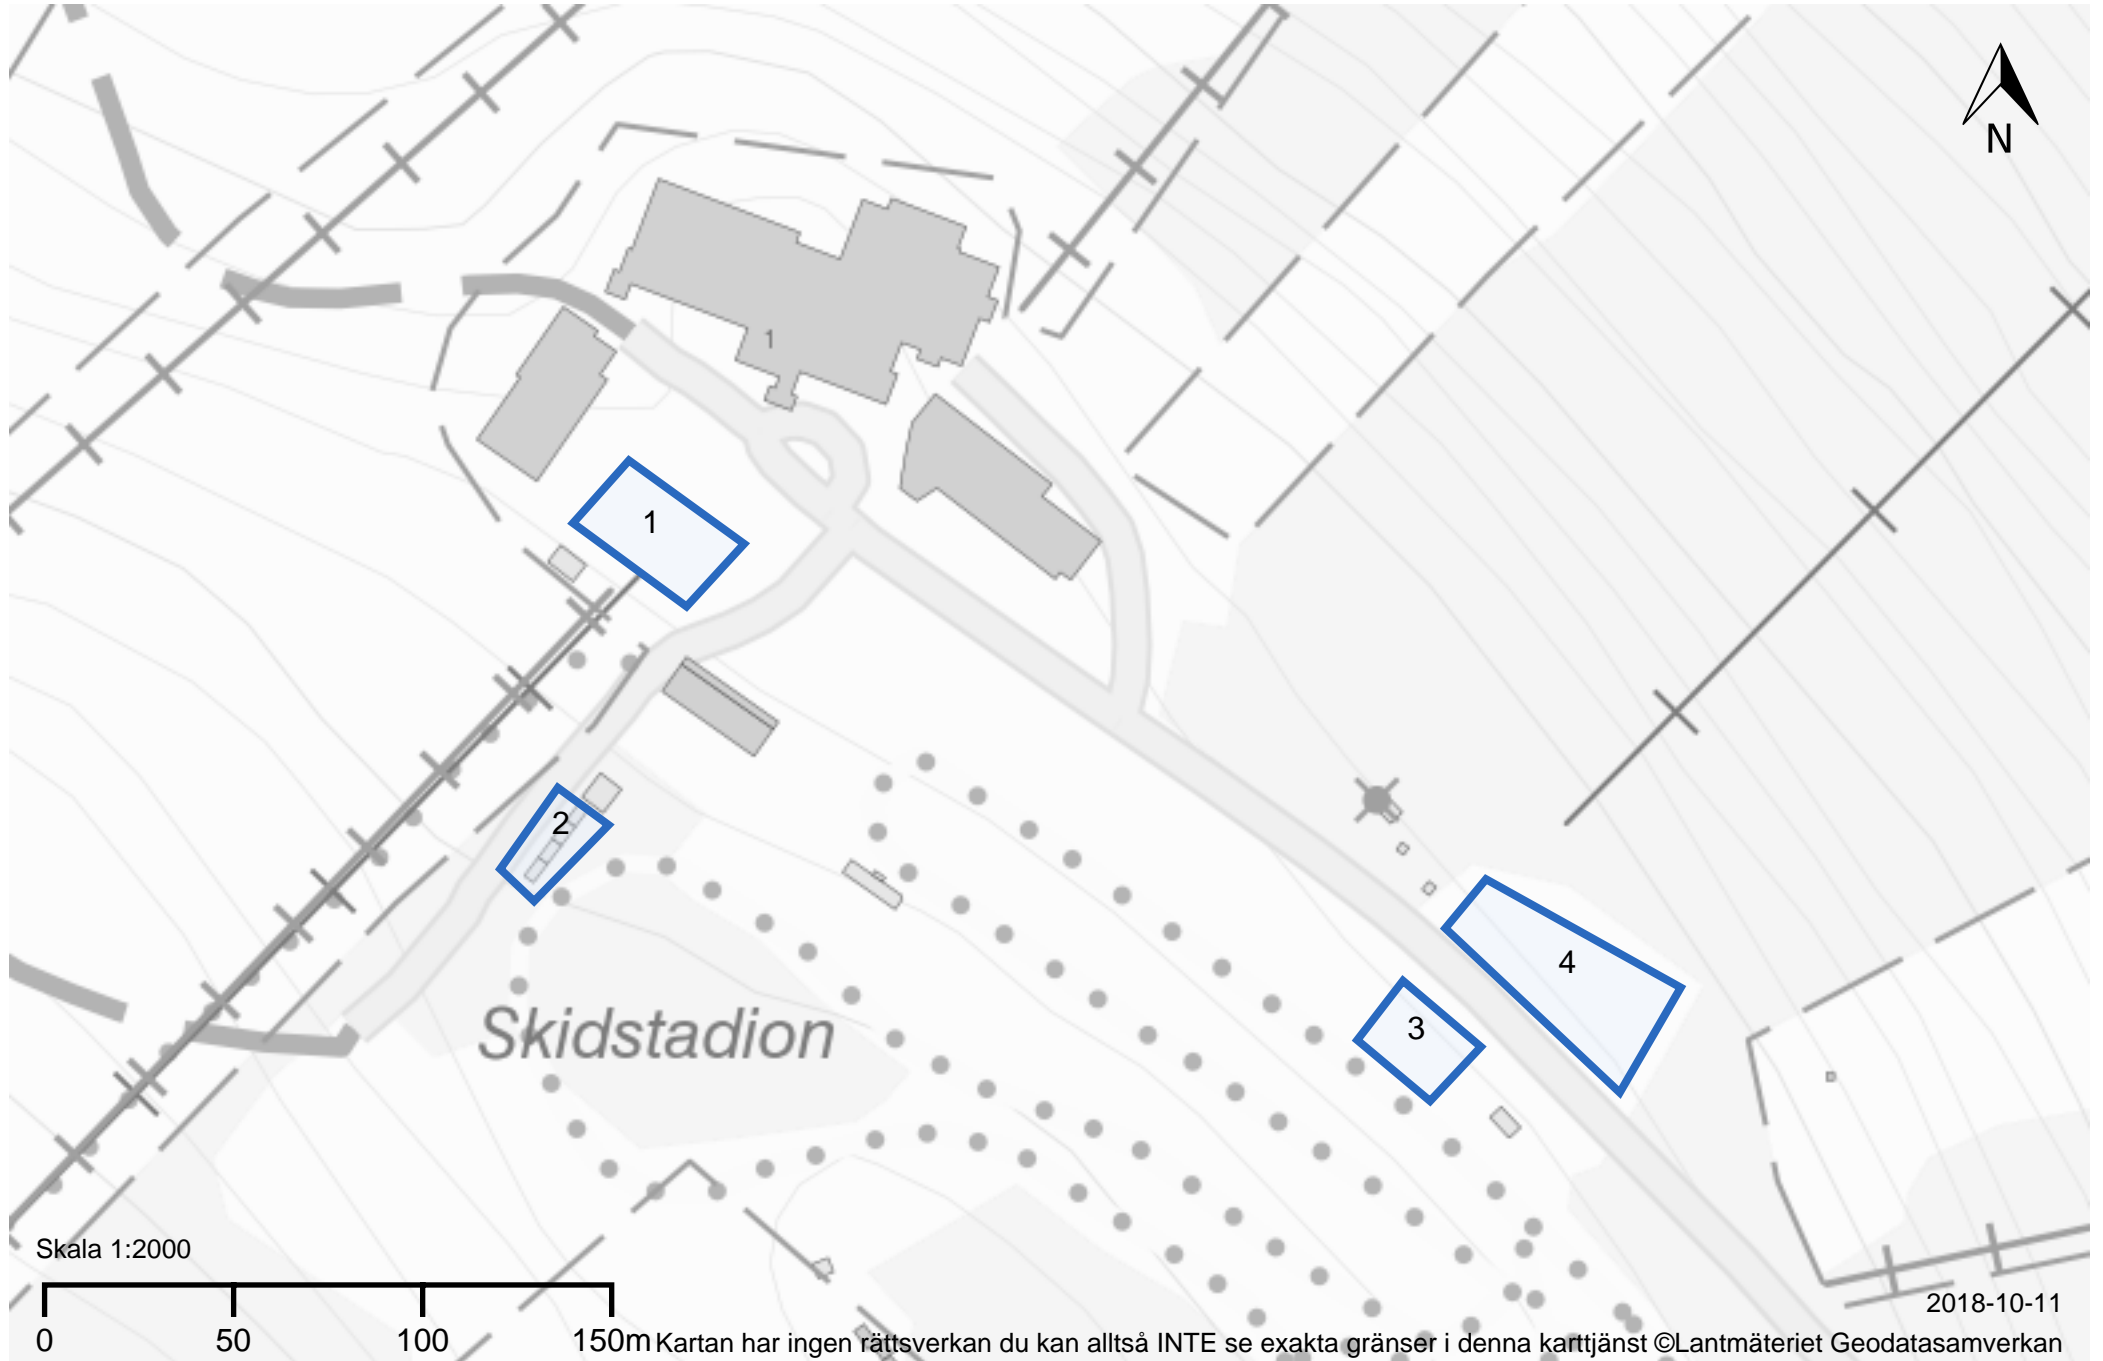 N
1
1
2
Skidstadion
3
4
Skala 1:2000
0 50 100 150m
2018-10-11
Kartan har ingen rättsverkan du kan alltså INTE se exakta gränser i denna karttjänst ©Lantmäteriet Geodatasamverkan